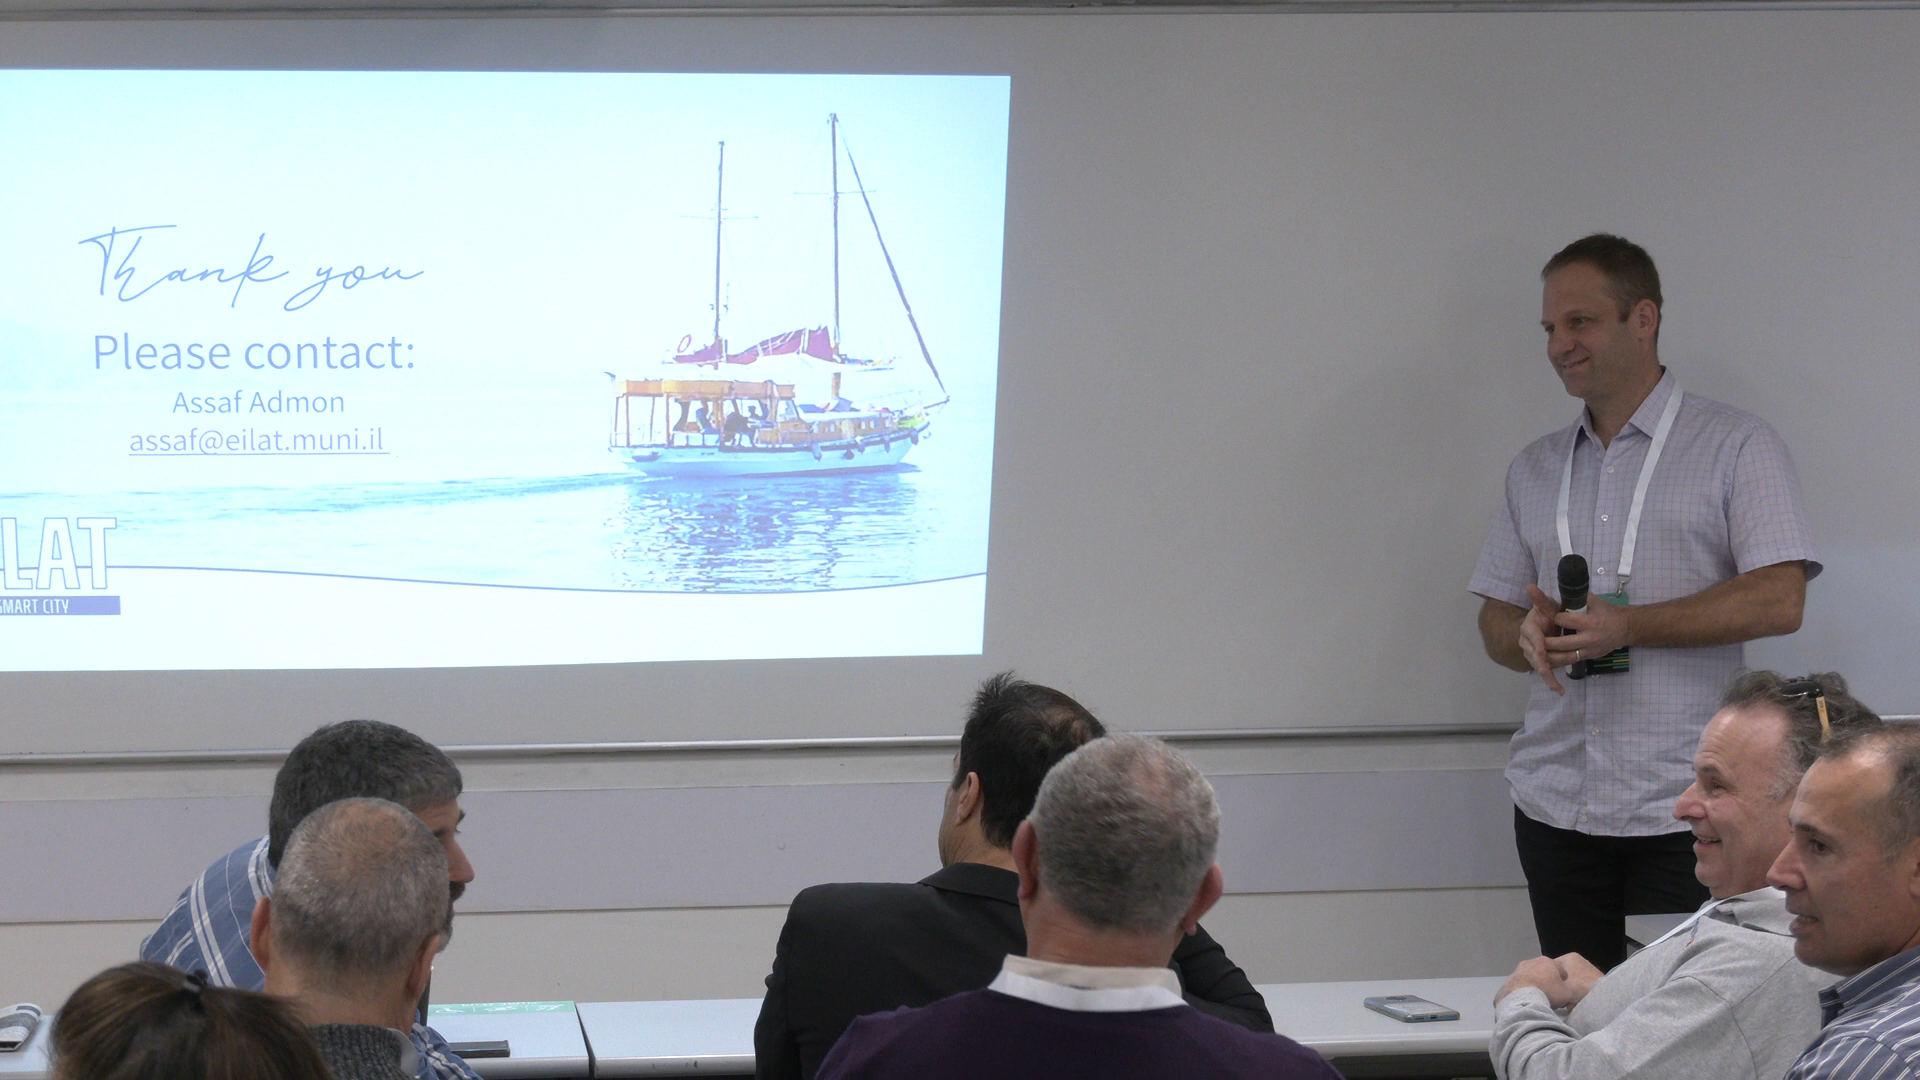 Thank you
Please contact:
Assaf Admon
assaf@eilat.muni.il
LAT
SMART CITY